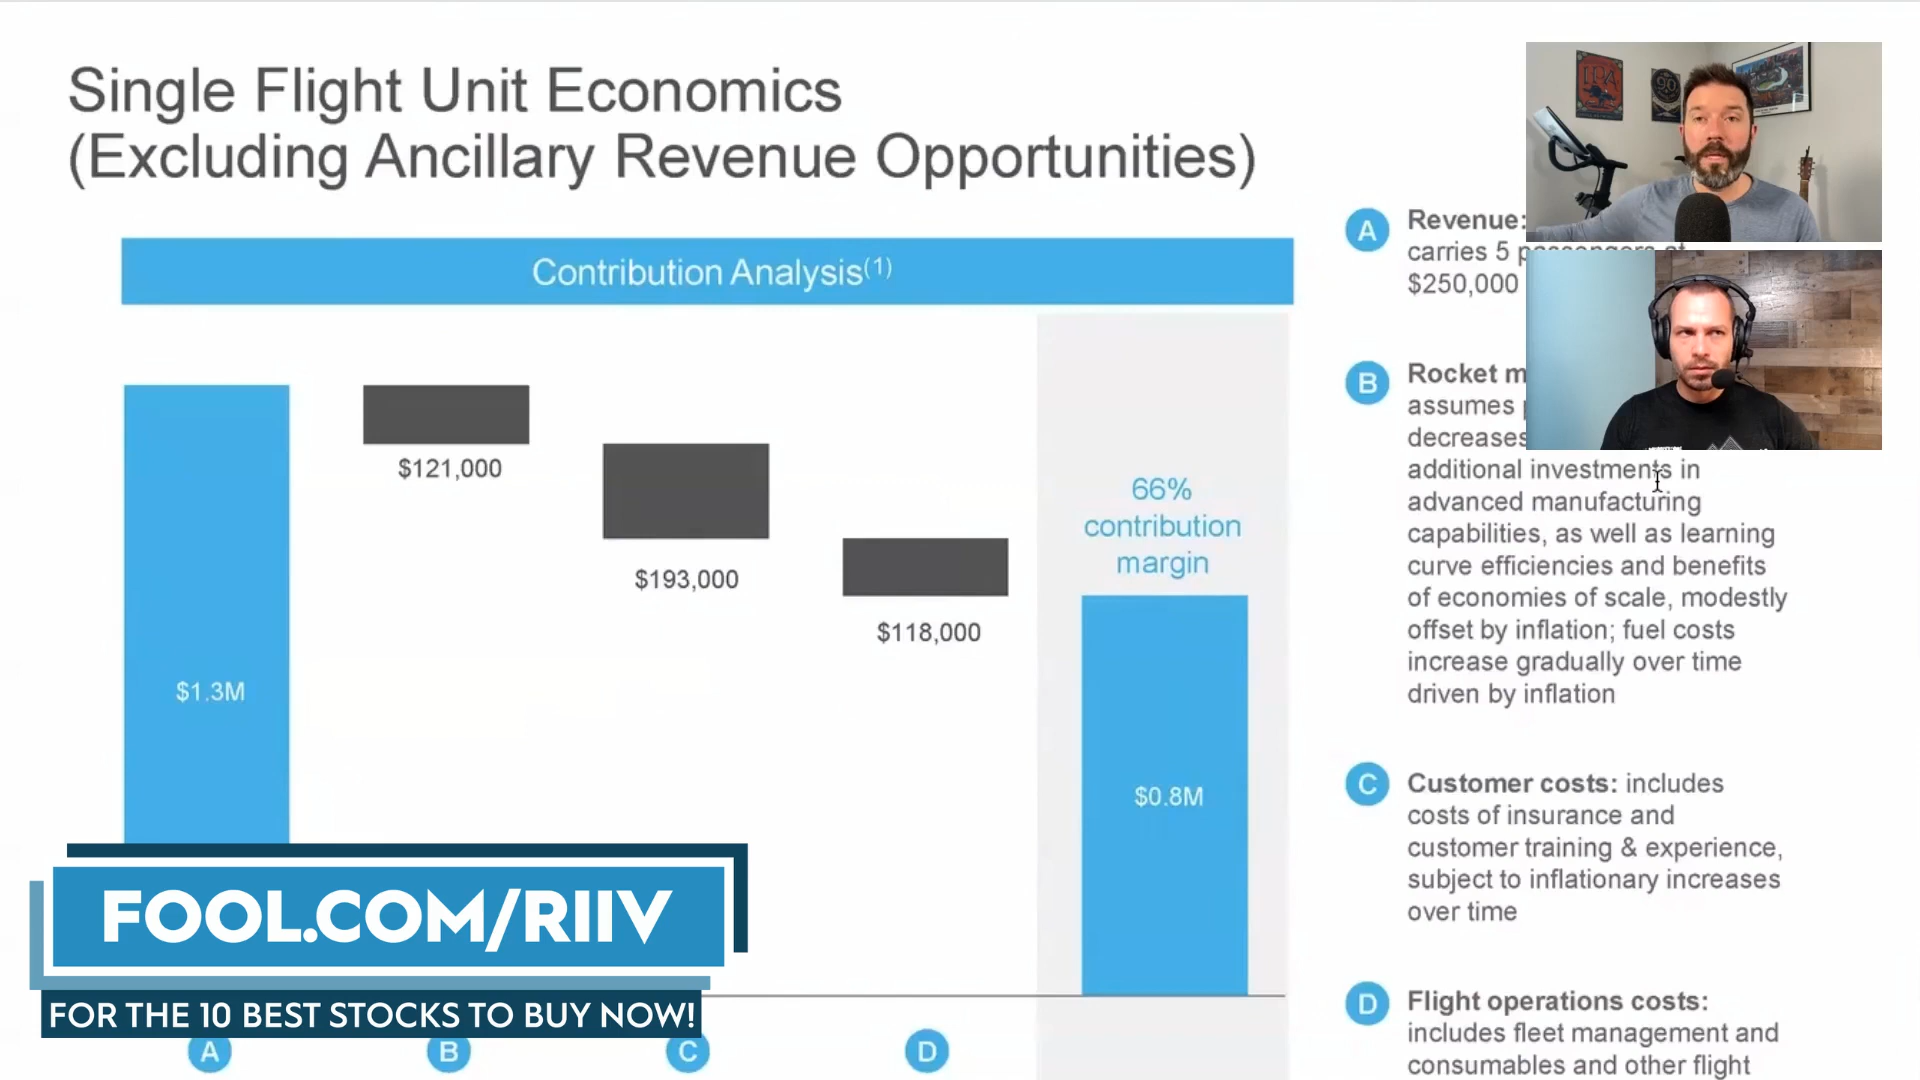 Single Flight Unit Economics
(Excluding Ancillary Revenue Opportunities)
Contribution Analysis(1)
$1.3M
$121,000
$193,000
$118,000
66%
contribution
margin
$0.8M
A
B
C
D
A
Revenue:
carries 5 passengers at
$250,000
B
Rocket
assumes
decreases
additional investments in
advanced manufacturing
capabilities, as well as learning
curve efficiencies and benefits
of economies of scale, modestly
offset by inflation; fuel costs
increase gradually over time
driven by inflation
C
Customer costs: includes
costs of insurance and
customer training & experience,
subject to inflationary increases
over time
D
Flight operations costs:
includes fleet management and
consumables and other flight
FOOL.COM/RIIV
FOR THE 10 BEST STOCKS TO BUY NOW!
IPA
90